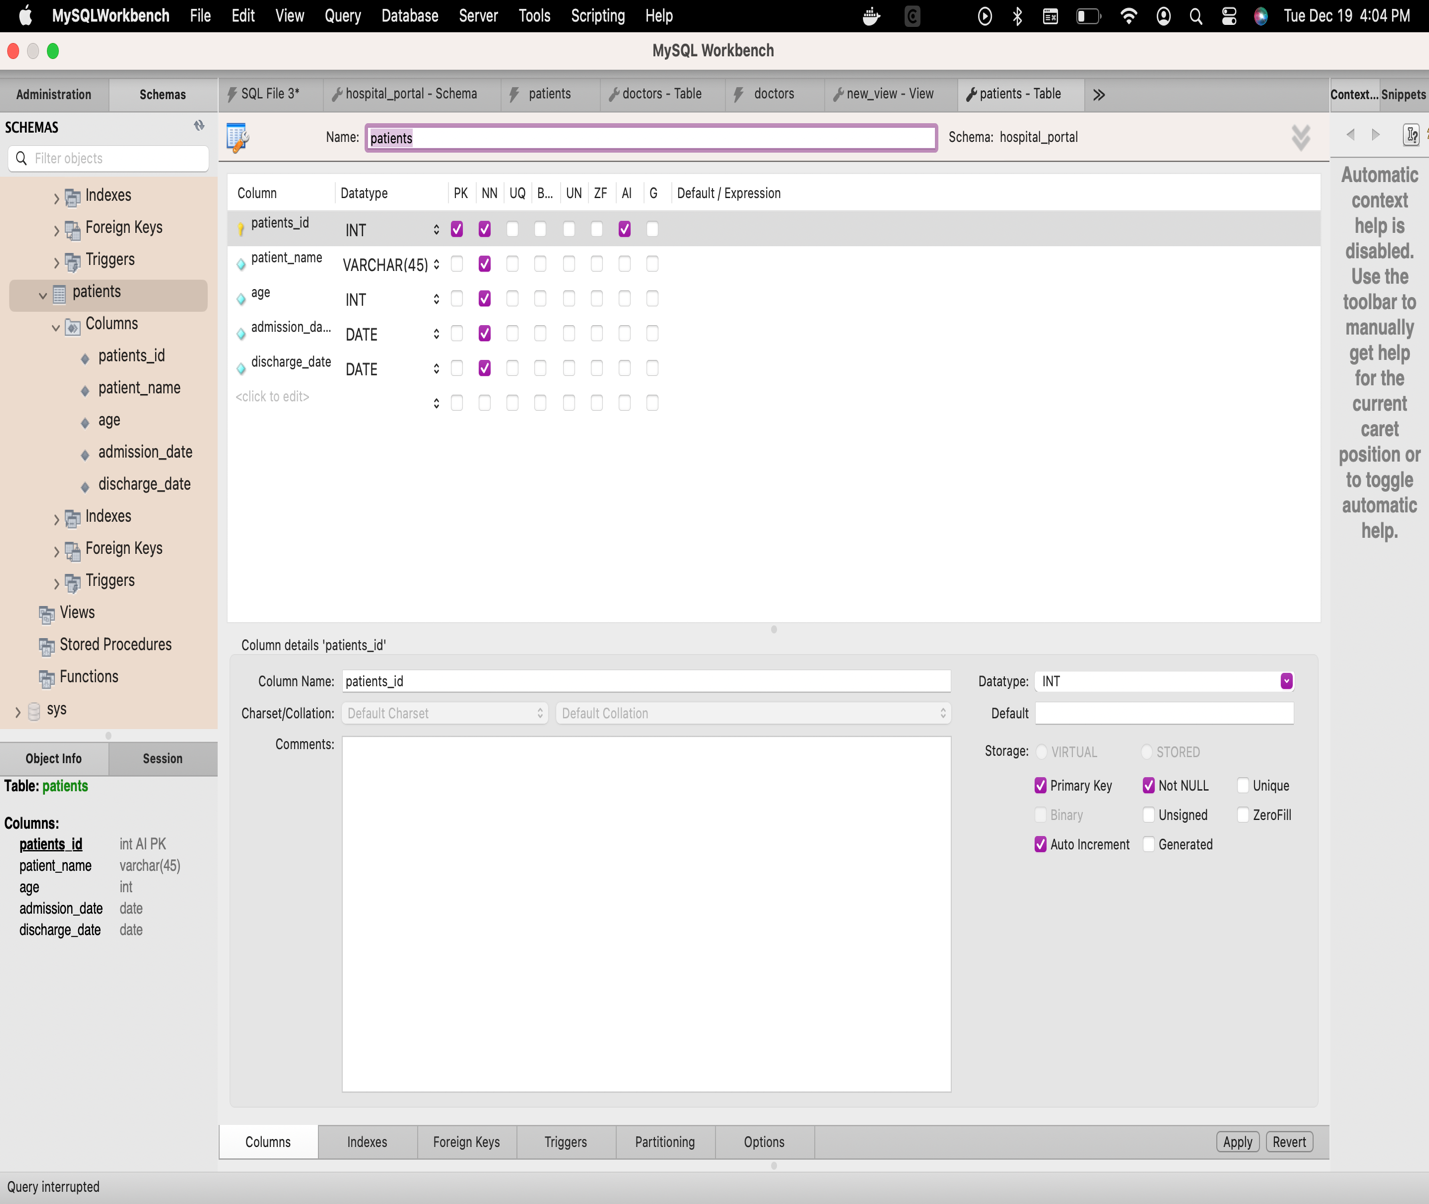 MySQLWorkbench File Edit View Query Database Server Tools Scripting Help Tue Dec 19 4:04 PM
MySQL Workbench
Administration Schemas
SQL File 3* hospital_portal - Schema patients doctors - Table doctors new_view - View patients - Table
Context... Snippets
SCHEMAS
Filter objects
Indexes
Foreign Keys
Triggers
patients
Columns
patients_id
patient_name
age
admission_date
discharge_date
Indexes
Foreign Keys
Triggers
Views
Stored Procedures
Functions
sys
Object Info Session
Table: patients
Columns:
patients_id int AI PK
patient_name varchar(45)
age int
admission_date date
discharge_date date
Name: patients Schema: hospital_portal
Column Datatype PK NN UQ B... UN ZF AI G Default / Expression
patients_id INT
patient_name VARCHAR(45)
age INT
admission_da... DATE
discharge_date DATE
<click to edit>
Column details 'patients_id'
Column Name: patients_id Datatype: INT
Charset/Collation: Default Charset Default Collation Default
Comments: Storage: VIRTUAL STORED
Primary Key Not NULL Unique
Binary Unsigned ZeroFill
Auto Increment Generated
Columns Indexes Foreign Keys Triggers Partitioning Options Apply Revert
Automatic
context
help is
disabled.
Use the
toolbar to
manually
get help
for the
current
caret
position or
to toggle
automatic
help.
Query interrupted